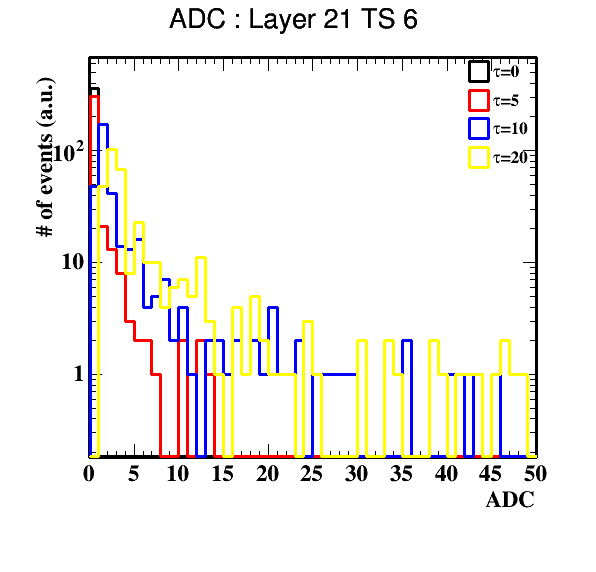 ADC : Layer 21 TS 6
# of events (a.u.)
10²
10
1
τ=0
τ=5
τ=10
τ=20
0 5 10 15 20 25 30 35 40 45 50
ADC